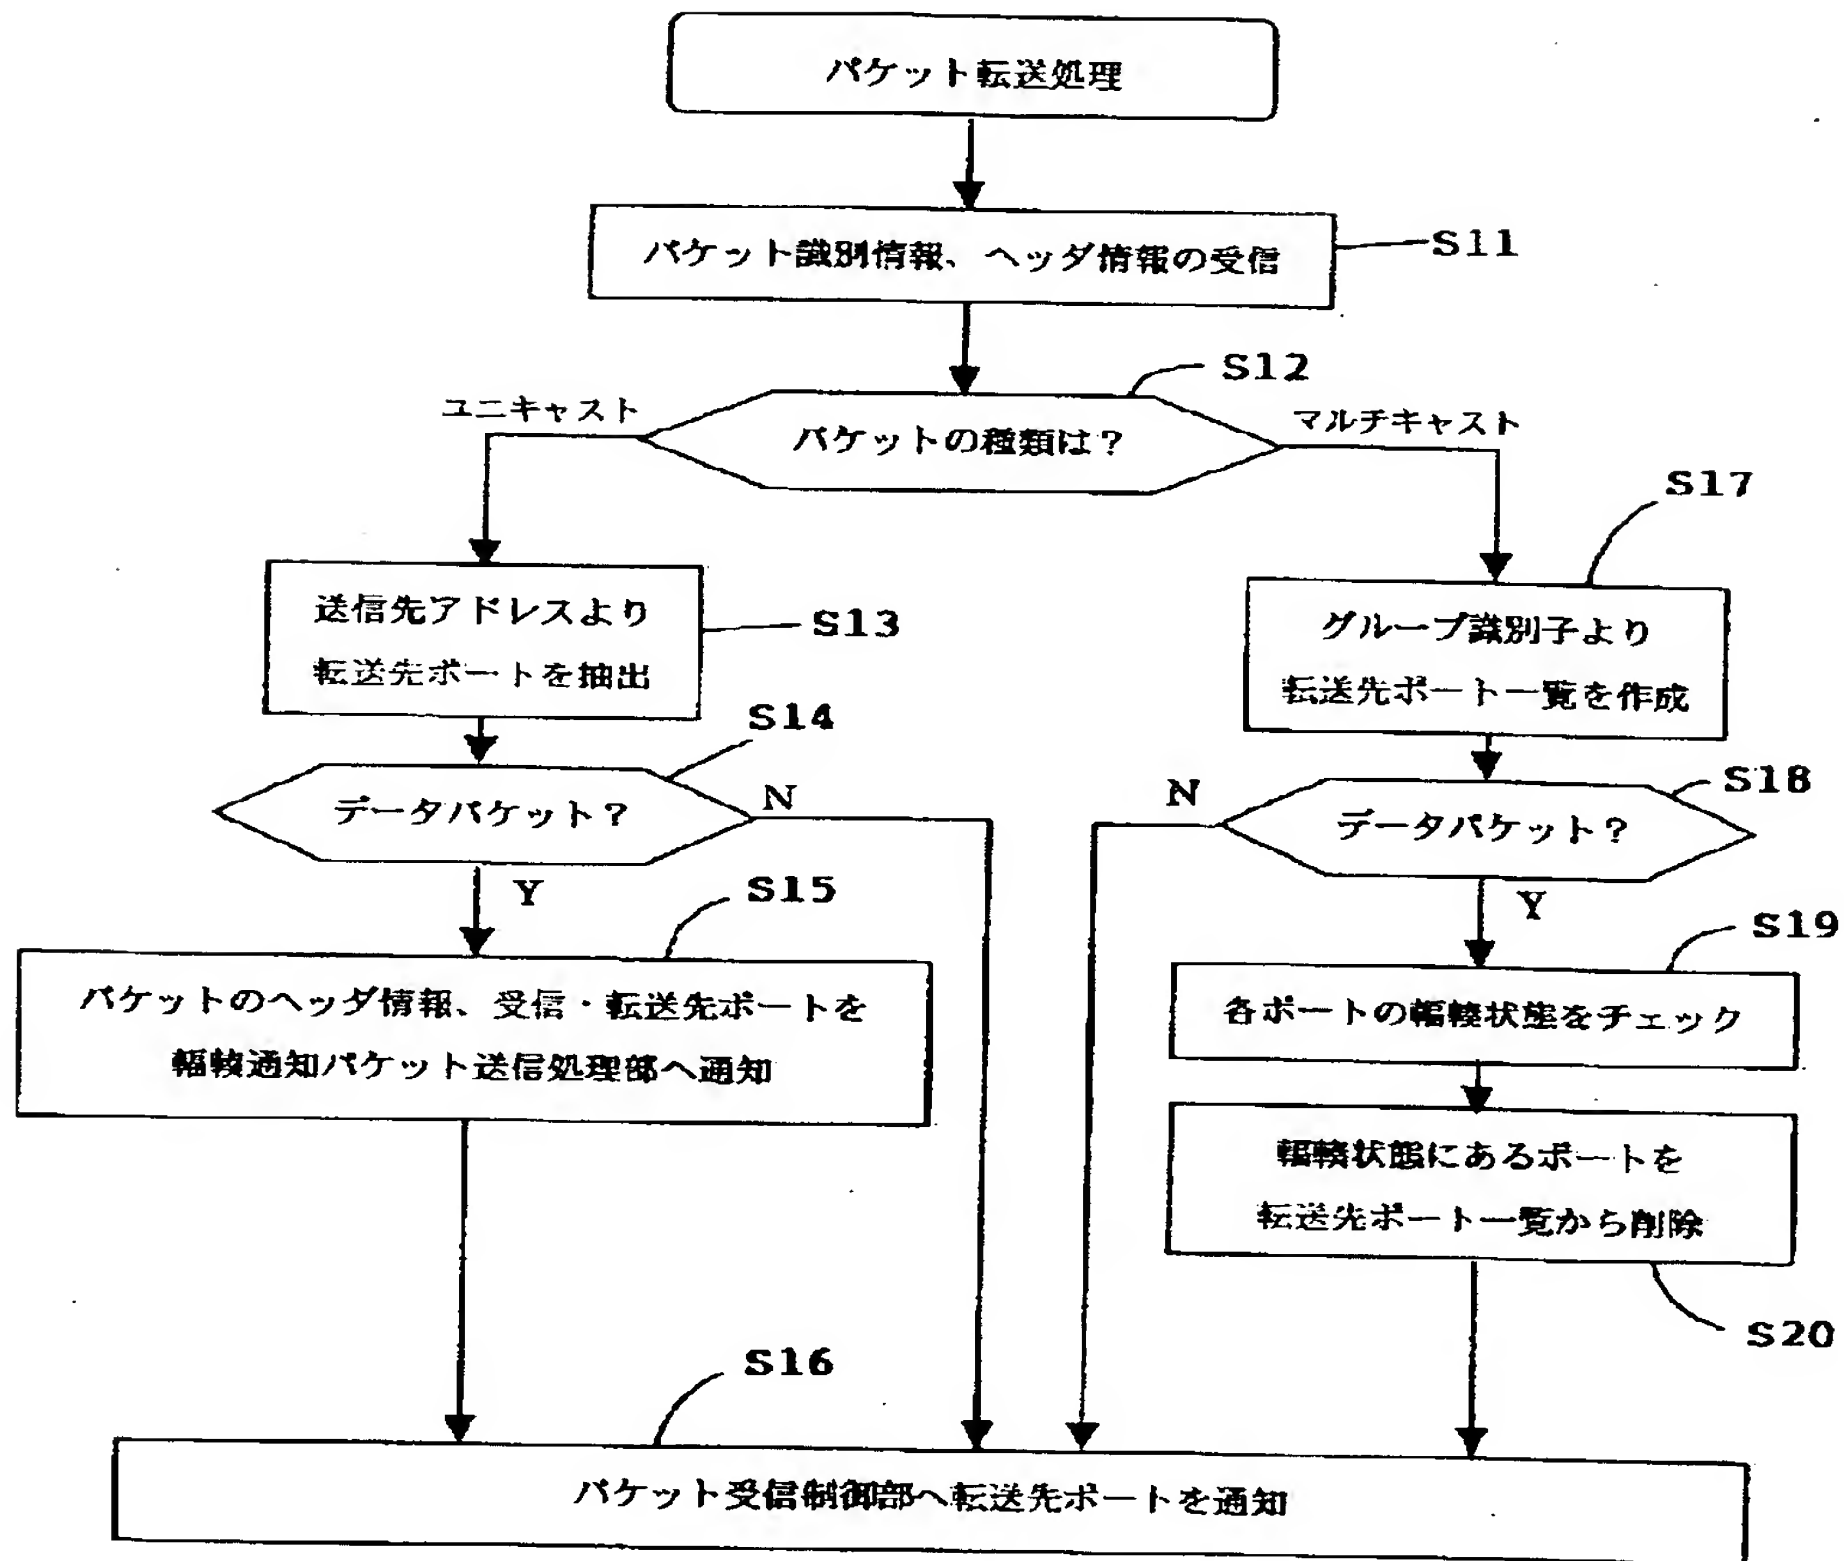 パケット転送処理
パケット識別情報、ヘッダ情報の受信
S11
S12
ユニキャスト
パケットの種類は？
マルチキャスト
S17
送信先アドレスより
転送先ポートを抽出
S13
グループ識別子より
転送先ポート一覧を作成
S14
データパケット？
N
Y
S18
データパケット？
N
Y
S15
パケットのヘッダ情報、受信・転送先ポートを
輻輳通知パケット送信処理部へ通知
S19
各ポートの輻輳状態をチェック
輻輳状態にあるポートを
転送先ポート一覧から削除
S20
S16
パケット受信制御部へ転送先ポートを通知